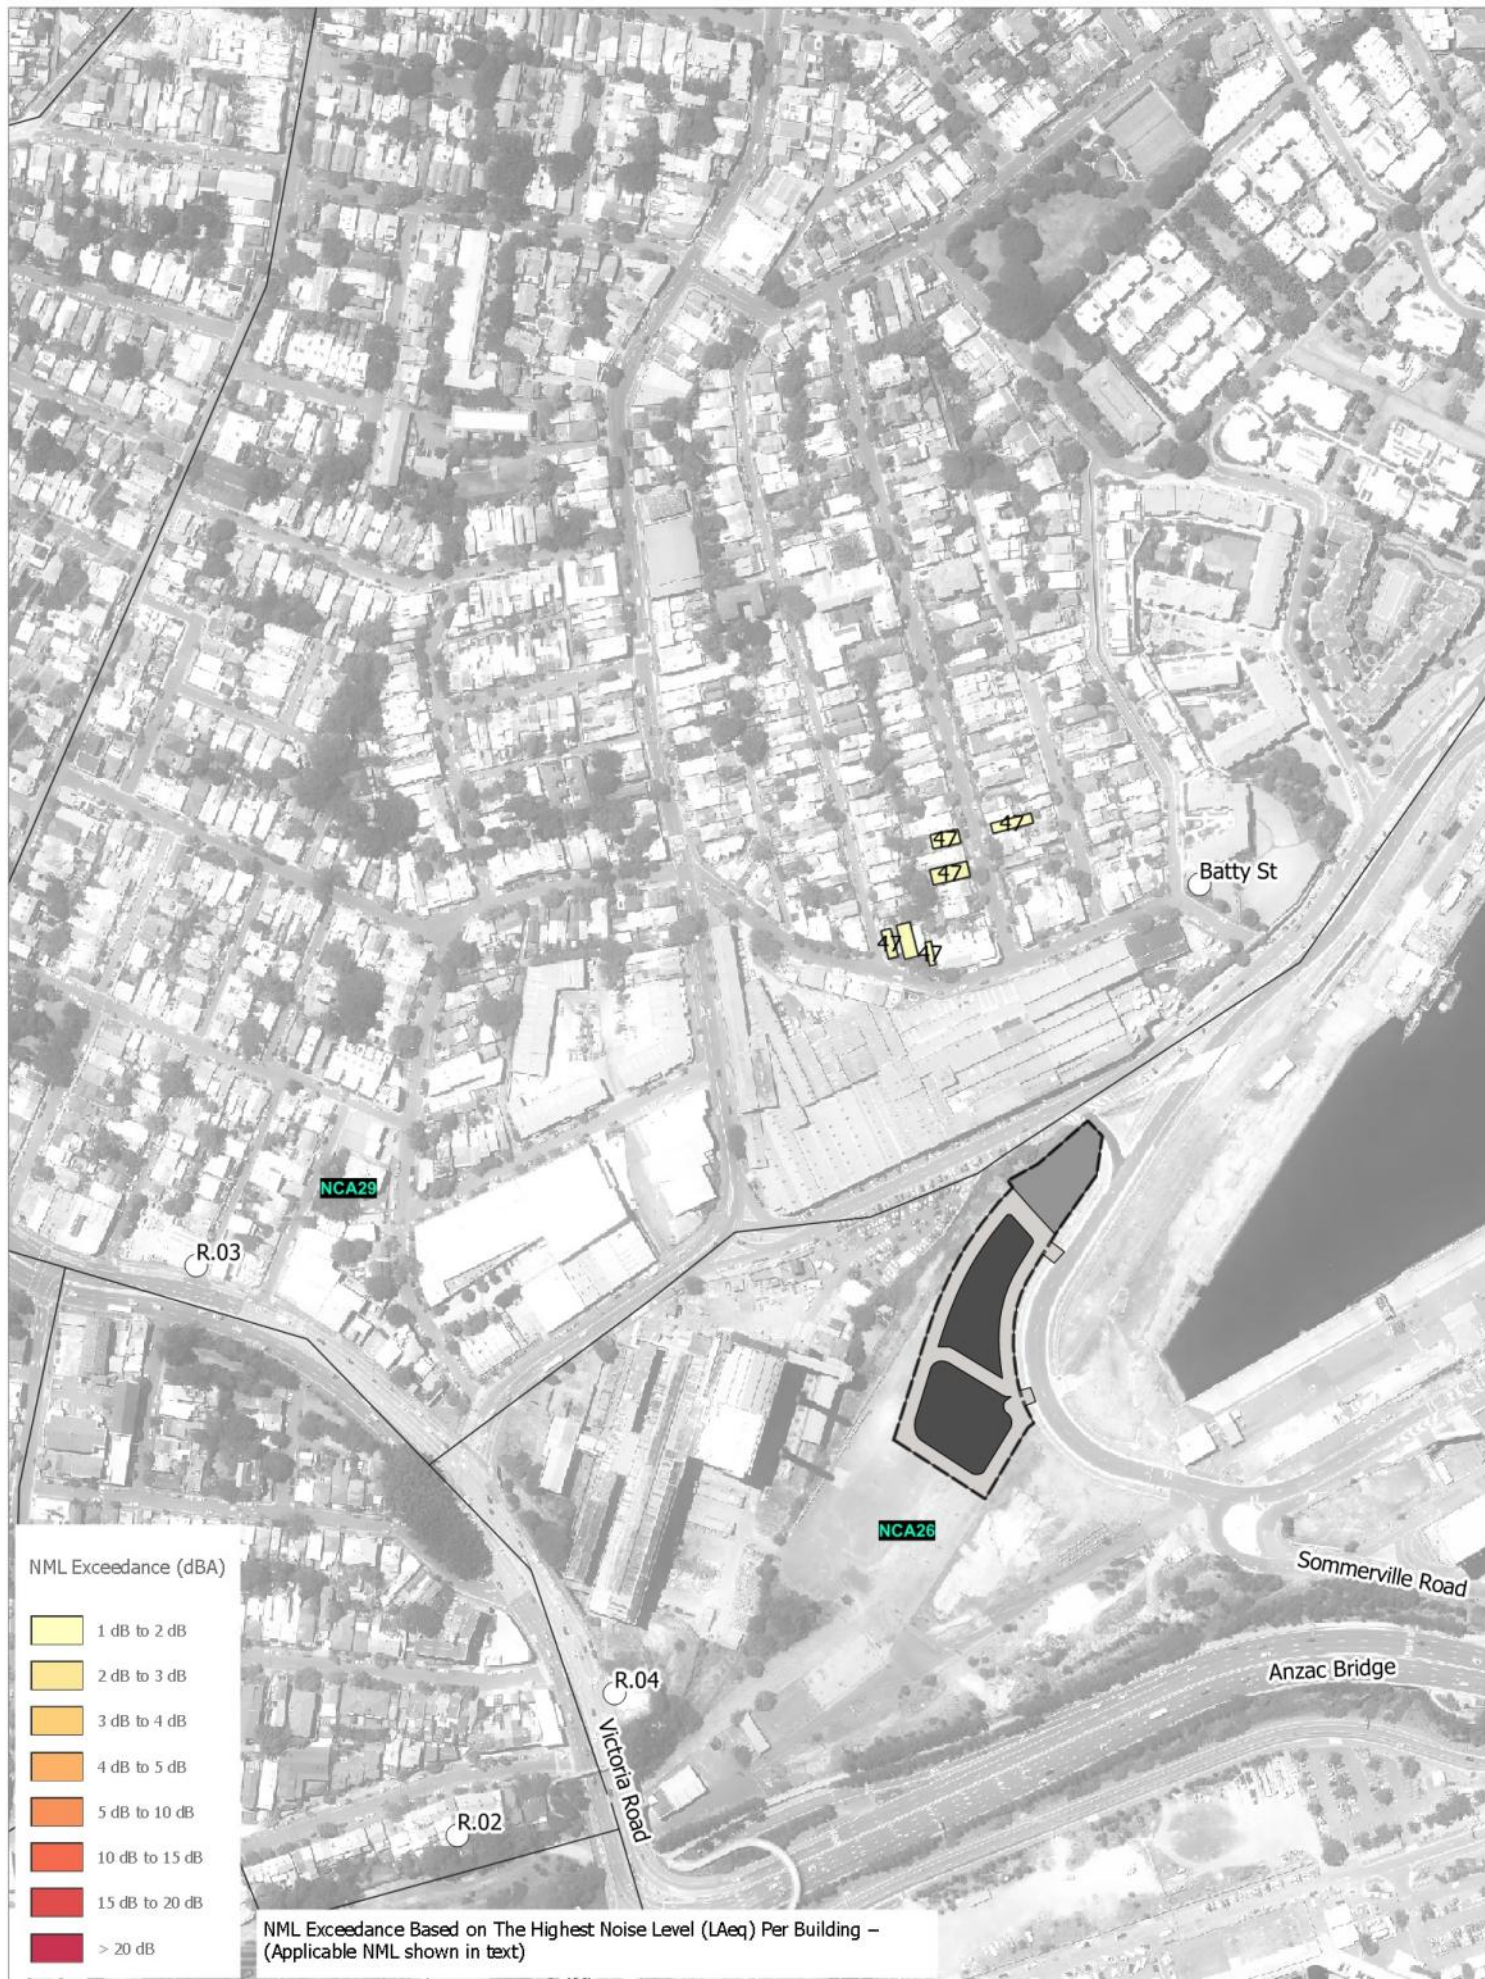 47
47
47
47
47
Batty St
NCA29
R.03
NCA26
Sommerville Road
Anzac Bridge
R.04
Victoria Road
R.02
NML Exceedance (dBA)
1 dB to 2 dB
2 dB to 3 dB
3 dB to 4 dB
4 dB to 5 dB
5 dB to 10 dB
10 dB to 15 dB
15 dB to 20 dB
> 20 dB
NML Exceedance Based on The Highest Noise Level (LAeq) Per Building –
(Applicable NML shown in text)